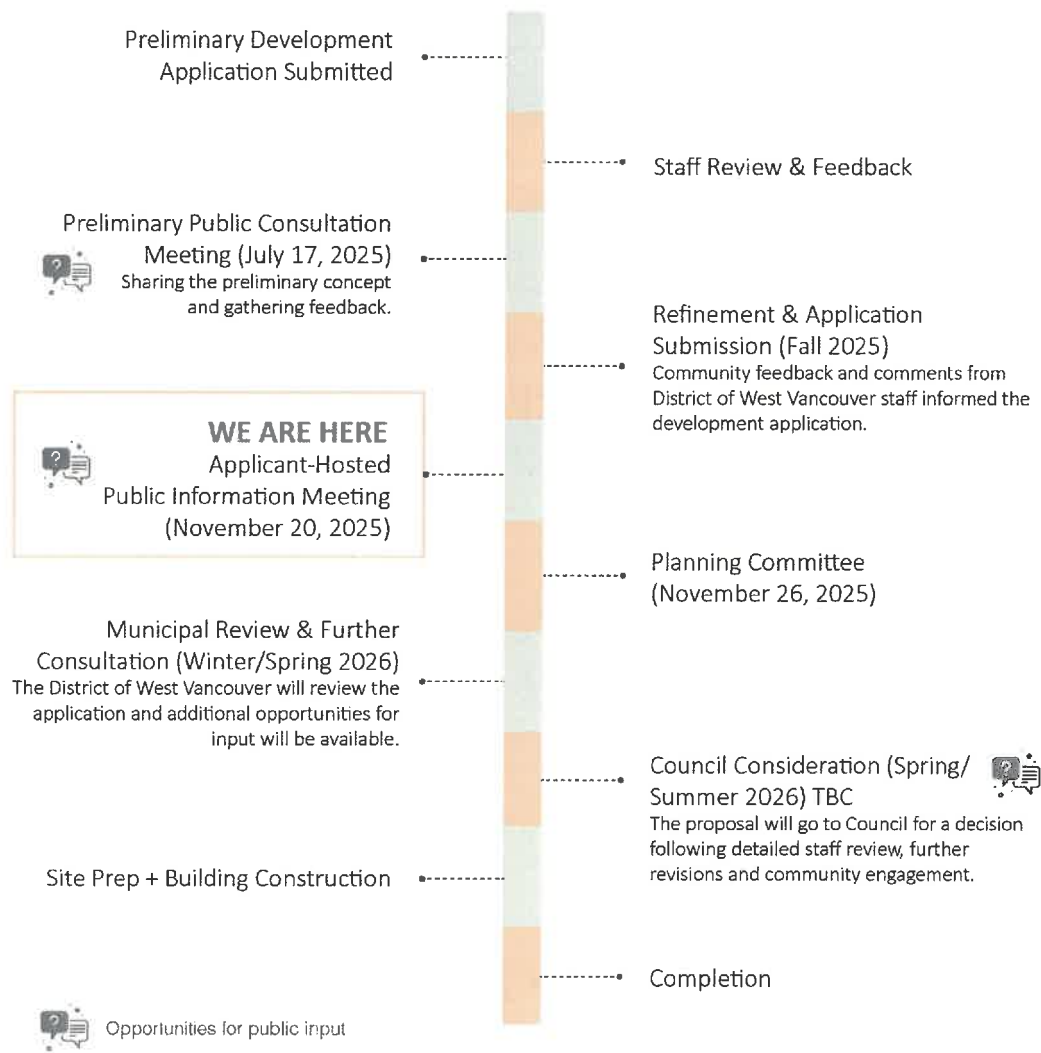 Preliminary Development
Application Submitted
Staff Review & Feedback
Preliminary Public Consultation
Meeting (July 17, 2025)
Sharing the preliminary concept
and gathering feedback.
Refinement & Application
Submission (Fall 2025)
Community feedback and comments from
District of West Vancouver staff informed the
development application.
WE ARE HERE
Applicant-Hosted
Public Information Meeting
(November 20, 2025)
Planning Committee
(November 26, 2025)
Municipal Review & Further
Consultation (Winter/Spring 2026)
The District of West Vancouver will review the
application and additional opportunities for
input will be available.
Council Consideration (Spring/
Summer 2026) TBC
The proposal will go to Council for a decision
following detailed staff review, further
revisions and community engagement.
Site Prep + Building Construction
Completion
Opportunities for public input